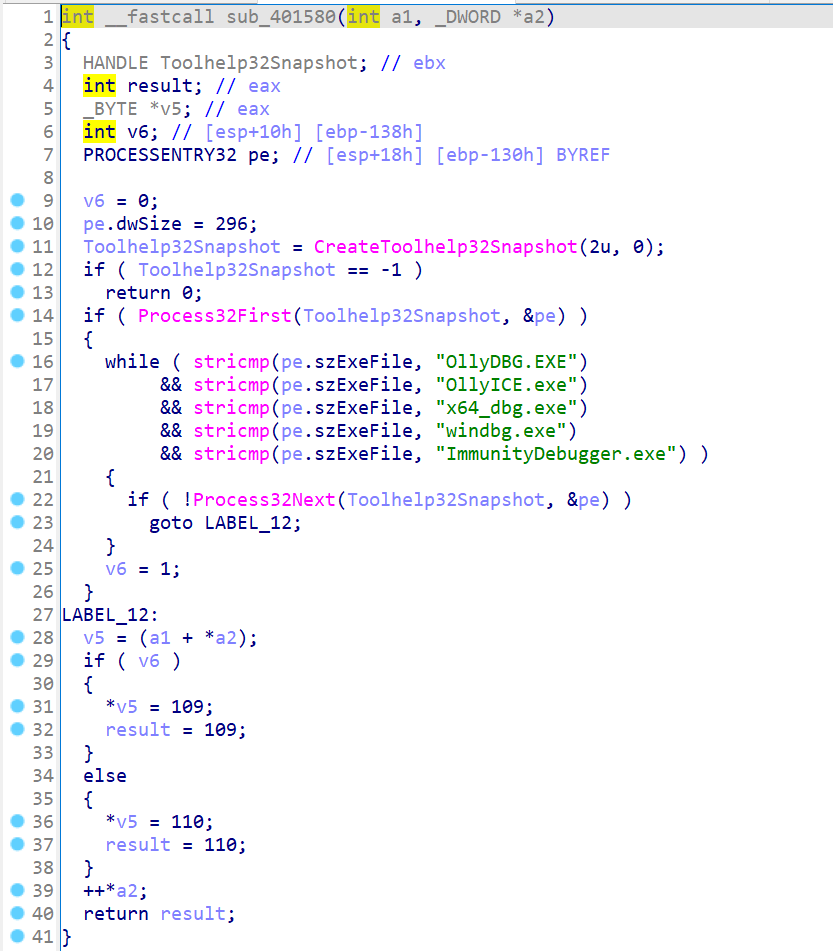 1 int __fastcall sub_401580(int a1, _DWORD *a2)
2 {
3   HANDLE Toolhelp32Snapshot; // ebx
4   int result; // eax
5   _BYTE *v5; // eax
6   int v6; // [esp+10h] [ebp-138h]
7   PROCESSENTRY32 pe; // [esp+18h] [ebp-130h] BYREF
8
9   v6 = 0;
10   pe.dwSize = 296;
11   Toolhelp32Snapshot = CreateToolhelp32Snapshot(2u, 0);
12   if ( Toolhelp32Snapshot == -1 )
13     return 0;
14   if ( Process32First(Toolhelp32Snapshot, &pe) )
15   {
16     while ( stricmp(pe.szExeFile, "OllyDBG.EXE")
17          && stricmp(pe.szExeFile, "OllyICE.exe")
18          && stricmp(pe.szExeFile, "x64_dbg.exe")
19          && stricmp(pe.szExeFile, "windbg.exe")
20          && stricmp(pe.szExeFile, "ImmunityDebugger.exe") )
21     {
22       if ( !Process32Next(Toolhelp32Snapshot, &pe) )
23         goto LABEL_12;
24     }
25     v6 = 1;
26   }
27 LABEL_12:
28   v5 = (a1 + *a2);
29   if ( v6 )
30   {
31     *v5 = 109;
32     result = 109;
33   }
34   else
35   {
36     *v5 = 110;
37     result = 110;
38   }
39   ++*a2;
40   return result;
41 }